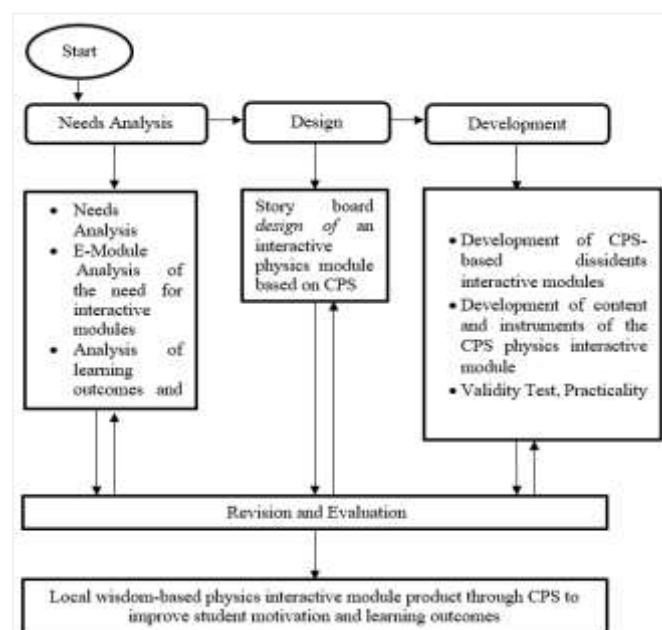 Start
Needs Analysis
Design
Development
• Needs
Analysis
• E-Module
Analysis of
the need for
interactive
modules
• Analysis of
learning
outcomes and
Story board
design of an
interactive
physics module
based on CPS
• Development of CPS-
based dissidents
interactive modules
• Development of content
and instruments of the
CPS physics interactive
module
• Validity Test, Practicality
Revision and Evaluation
Local wisdom-based physics interactive module product through CPS to
improve student motivation and learning outcomes